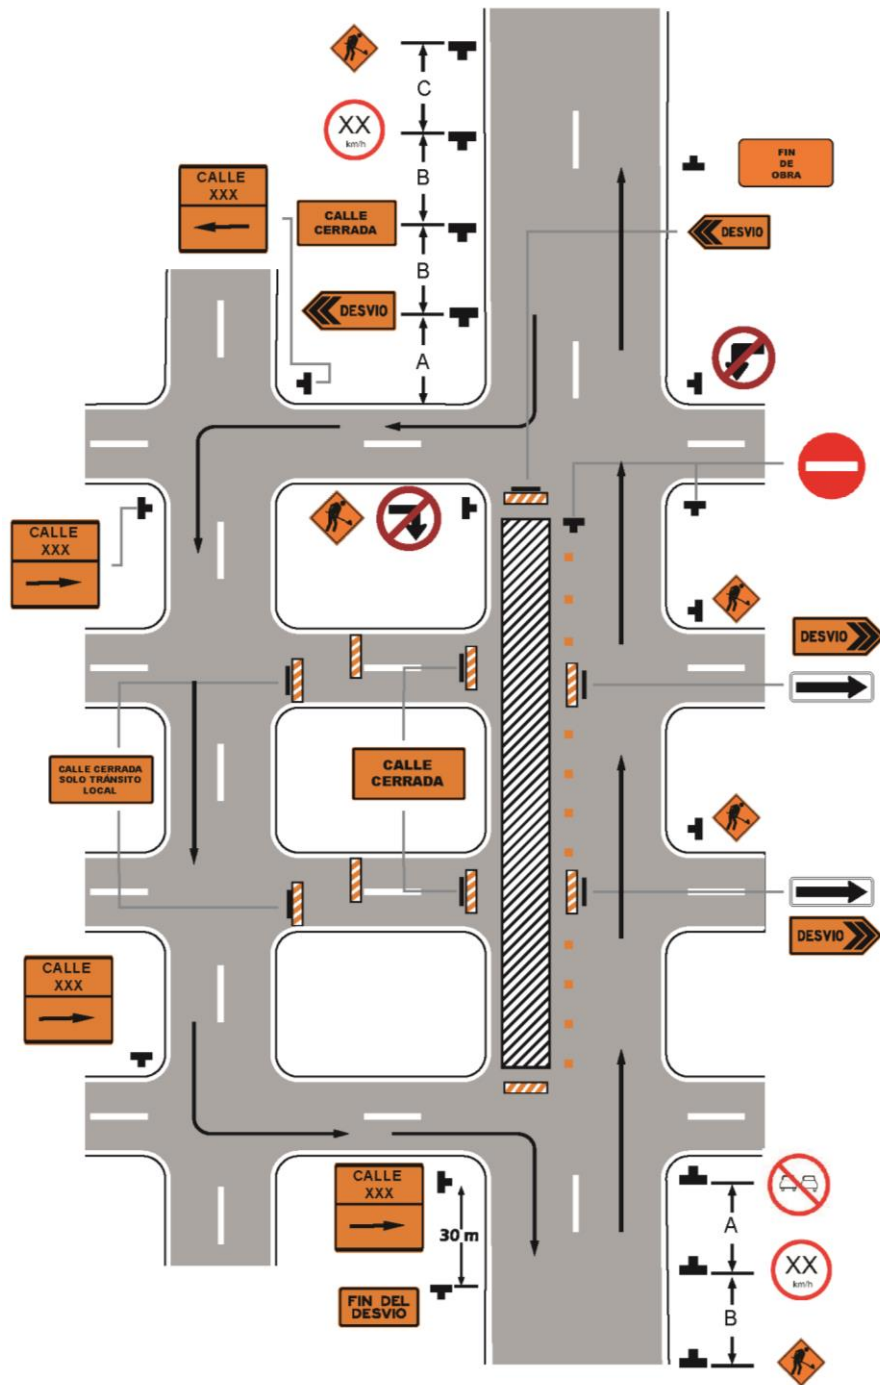 C
XX
km/h
FIN
DE
OBRA
CALLE
XXX
B
CALLE
CERRADA
DESVIO
B
DESVIO
A
CALLE
XXX
DESVIO
CALLE CERRADA
SOLO TRÁNSITO
LOCAL
CALLE
CERRADA
DESVIO
CALLE
XXX
CALLE
XXX
30 m
A
XX
km/h
FIN DEL
DESVIO
B